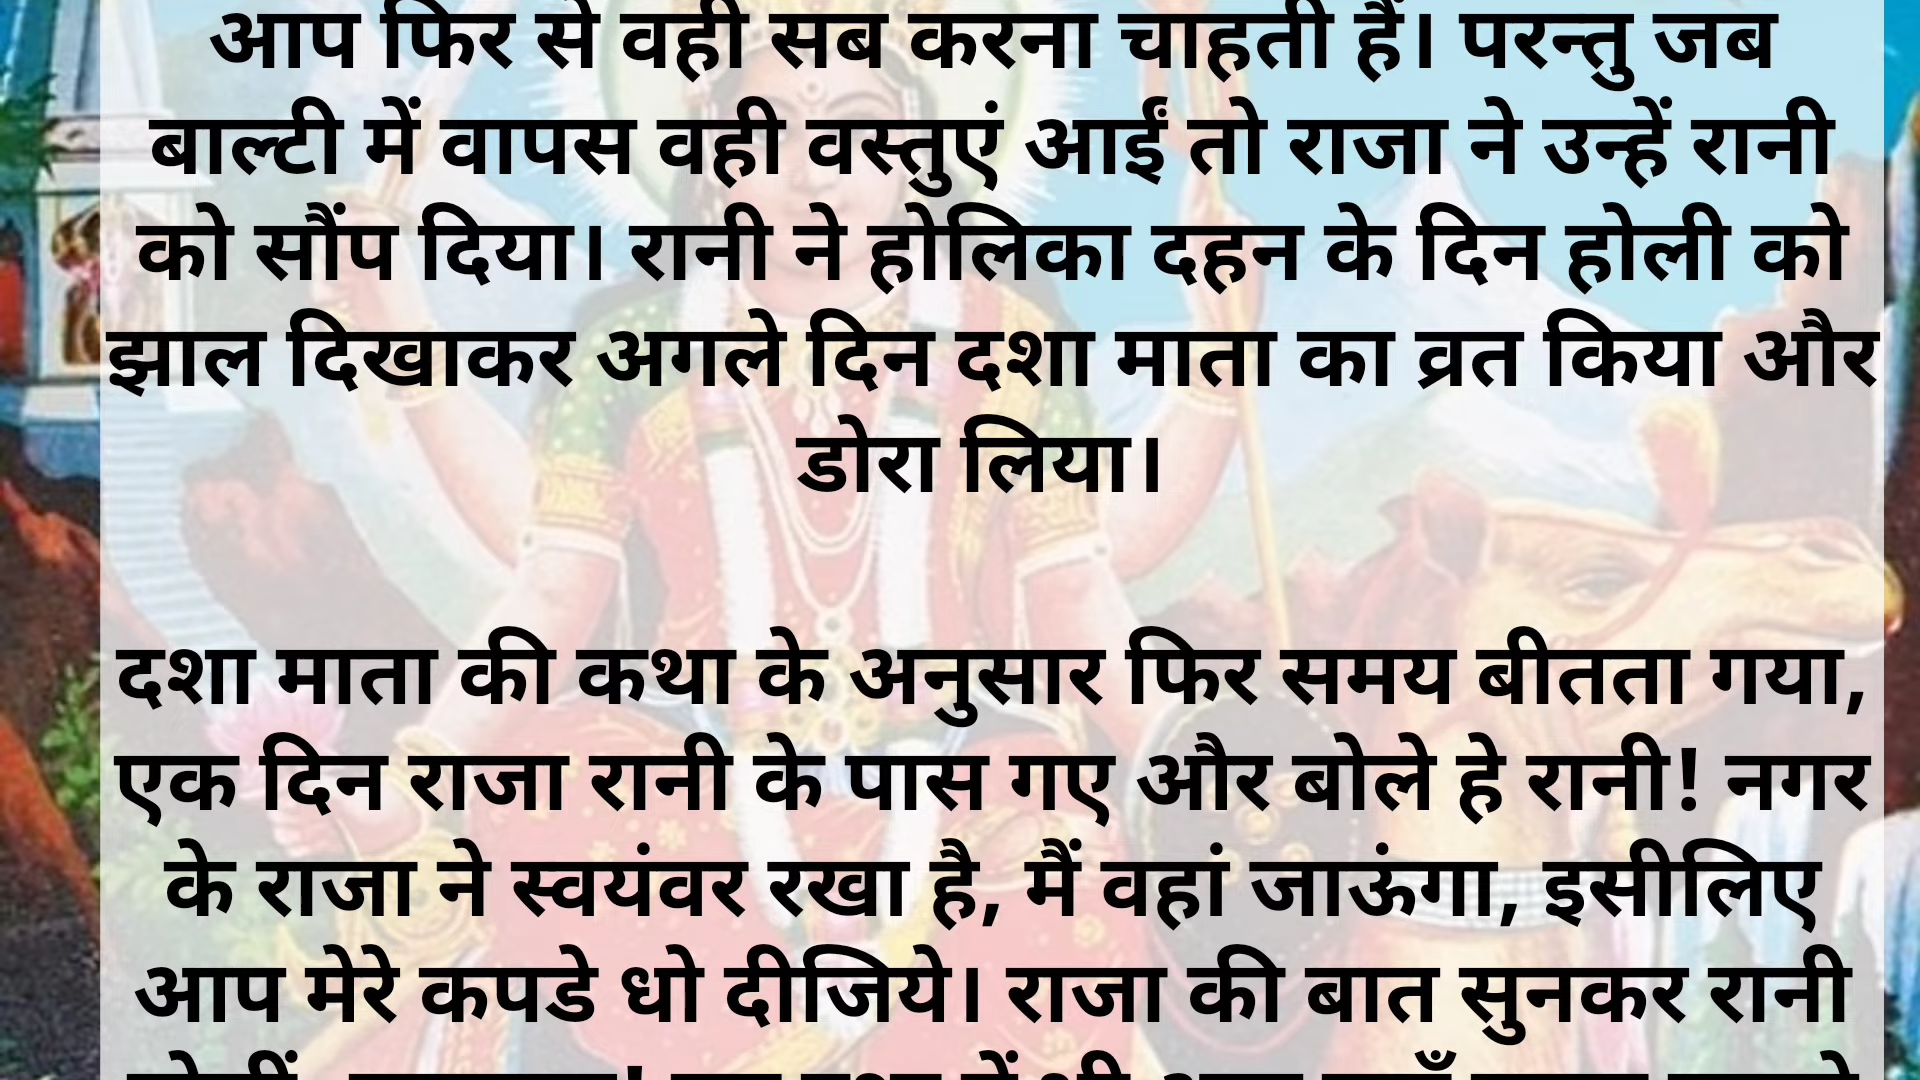 आप फिर से वही सब करना चाहती हैं। परन्तु जब
बाल्टी में वापस वही वस्तुएं आईं तो राजा ने उन्हें रानी
को सौंप दिया। रानी ने होलिका दहन के दिन होली को
झाल दिखाकर अगले दिन दशा माता का व्रत किया और
डोरा लिया।
दशा माता की कथा के अनुसार फिर समय बीतता गया,
एक दिन राजा रानी के पास गए और बोले हे रानी! नगर
के राजा ने स्वयंवर रखा है, मैं वहां जाऊंगा, इसीलिए
आप मेरे कपडे धो दीजिये। राजा की बात सुनकर रानी